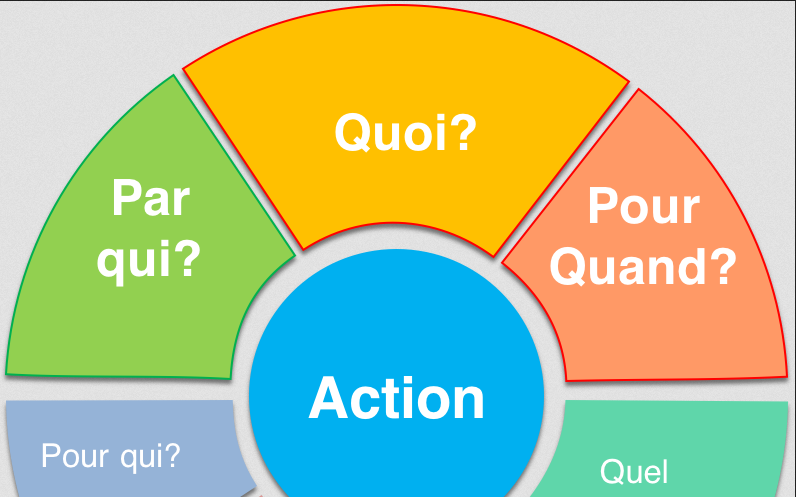 Quoi?
Par
qui?
Pour
Quand?
Action
Pour qui?
Quel